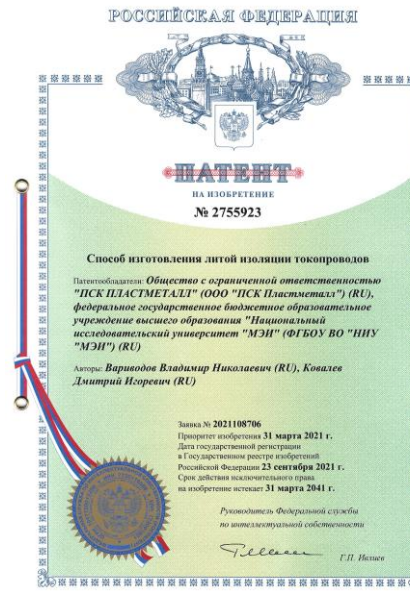 РОССИЙСКАЯ ФЕДЕРАЦИЯ
ПАТЕНТ
НА ИЗОБРЕТЕНИЕ
№ 2755923
Способ изготовления литой изоляции токопроводов
Патентообладатели: Общество с ограниченной ответственностью
"ПСК ПЛАСТМЕТАЛЛ" (ООО "ПСК Пластметалл") (RU),
федеральное государственное бюджетное образовательное
учреждение высшего образования "Национальный
исследовательский университет "МЭИ" (ФГБОУ ВО "НИУ
"МЭИ") (RU)
Авторы: Вариводов Владимир Николаевич (RU), Ковалев
Дмитрий Игоревич (RU)
Заявка № 2021108706
Приоритет изобретения 31 марта 2021 г.
Дата государственной регистрации
в Государственном реестре изобретений
Российской Федерации 23 сентября 2021 г.
Срок действия исключительного права
на изобретение истекает 31 марта 2041 г.
Руководитель Федеральной службы
по интеллектуальной собственности
Г.П. Ивлиев